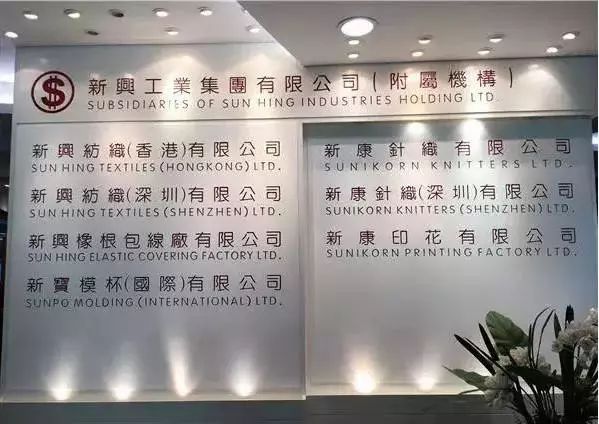 新興工業集團有限公司(附屬機構)
SUBSIDIARIES OF SUN HING INDUSTRIES HOLDING LTD.
新興紡織(香港)有限公司
SUN HING TEXTILES (HONGKONG) LTD.
新興紡織(深圳)有限公司
SUN HING TEXTILES (SHENZHEN) LTD.
新興橡根包線廠有限公司
SUN HING ELASTIC COVERING FACTORY LTD.
新寶模杯(國際)有限公司
SUNPO MOLDING (INTERNATIONAL) LTD.
新康針織有限公司
SUNIKORN KNITTERS LTD.
新康針織(深圳)有限公司
SUNIKORN KNITTERS (SHENZHEN) LTD.
新康印花有限公司
SUNIKORN PRINTING FACTORY LTD.